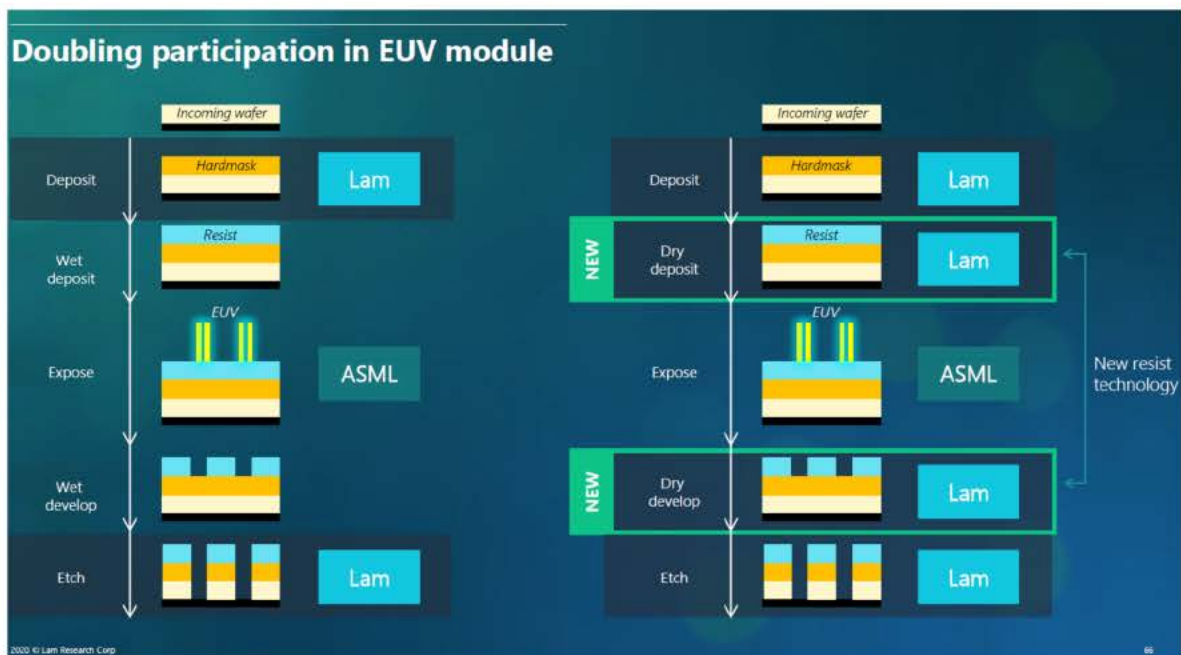 Doubling participation in EUV module
Incoming wafer
Deposit
Hardmask
Lam
Wet
deposit
Resist
EUV
Expose
ASML
Wet
develop
Etch
Lam
Incoming wafer
Deposit
Hardmask
Lam
NEW
Dry
deposit
Resist
Lam
EUV
Expose
ASML
New resist
technology
NEW
Dry
develop
Lam
Etch
Lam
2020 © Lam Research Corp
66